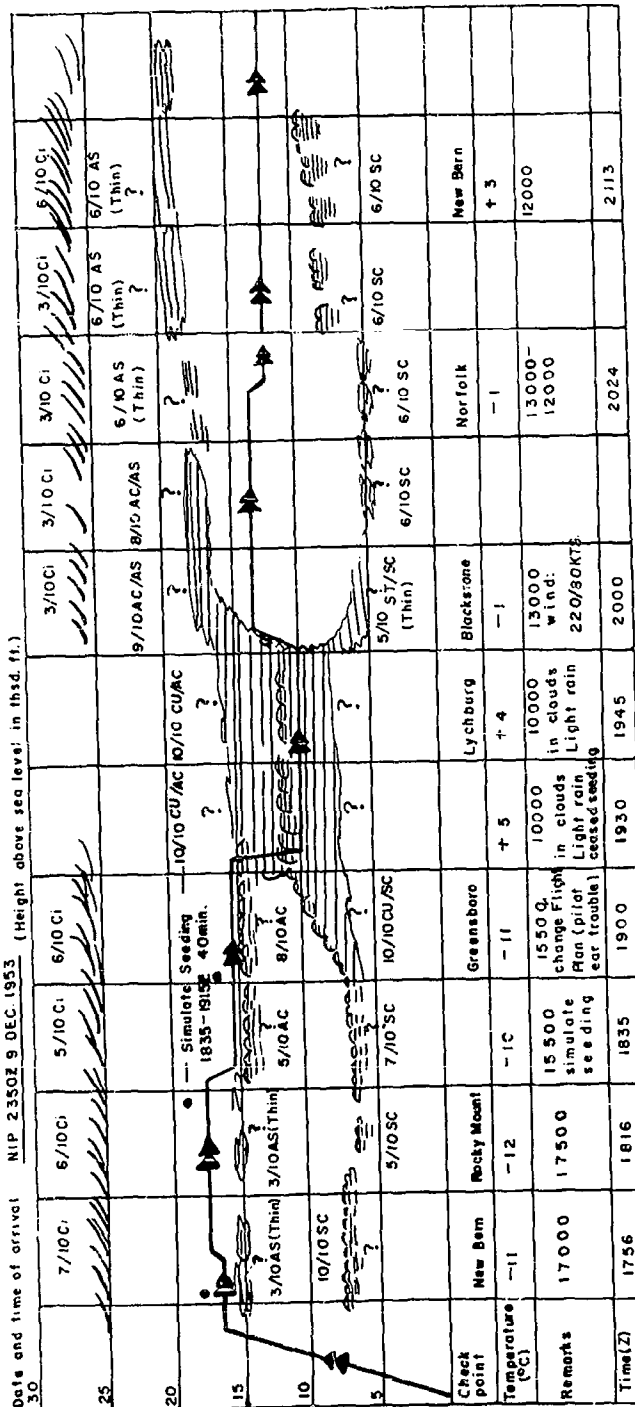 Date and time of arrival NIP 2350Z 9 DEC. 1953 (Height above sea level in thsd. ft.)
30
7/10 Ci 6/10 Ci 5/10 Ci 6/10 Ci 3/10 Ci 3/10 Ci 3/10 Ci 3/10 Ci 6/10 Ci
25
20
15
10
5
Simulate Seeding
1835-1915Z 40 min.
9/10 AC/AS 8/10 AC/AS
6/10 AS (Thin)
6/10 AS (Thin) ?
6/10 AS (Thin) ?
10/10 CU/AC 10/10 CU/AC
3/10 AS (Thin) 3/10 AS (Thin) 5/10 AC 8/10 AC
10/10 SC 5/10 SC 7/10 SC 10/10 CU/SC
5/10 ST/SC (Thin)
6/10 SC 6/10 SC 6/10 SC 6/10 SC
Check point New Bern Rocky Mount Greensboro Lychburg Blackstone Norfolk New Bern
Temperature (°C) -11 -12 -10 -11 +5 +4 -1 -1 +3
Remarks
17000
17500
15500 simulate seeding
15500 change Flight Plan (pilot ear trouble)
10000 in clouds Light rain ceased seeding
10000 in clouds Light rain
13000 wind: 220/80KTS.
13000-12000
12000
Time (Z) 1756 1816 1835 1900 1930 1945 2000 2024 2113